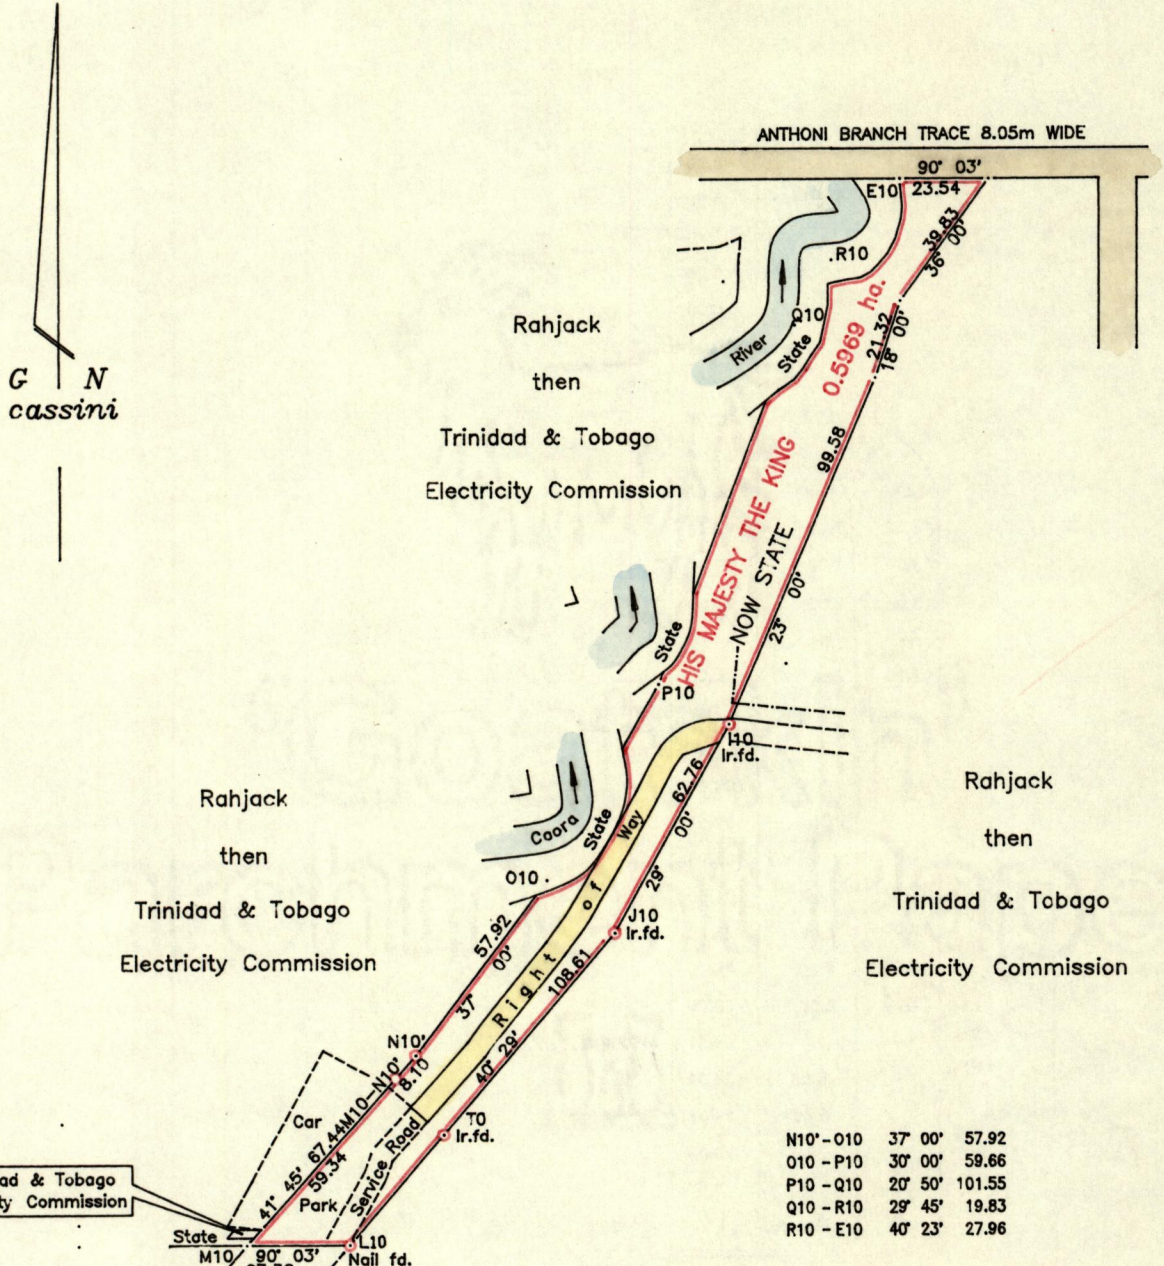 ANTHONI BRANCH TRACE 8.05m WIDE
90° 03'
E10 23.54
39.83
36° 00'
.R10
Q10
River
State
0.5969 ha.
21.32
18° 00'
G N
cassini
Rahjack
then
Trinidad & Tobago
Electricity Commission
99.58
HIS MAJESTY THE KING
NOW STATE
23° 00'
State
P10
I10
Ir.fd.
62.76
29° 00'
Caora
State
Right of Way
O10
Rahjack
then
Trinidad & Tobago
Electricity Commission
Rahjack
then
Trinidad & Tobago
Electricity Commission
J10
Ir.fd.
57.92
37° 00'
108.61
40° 29'
N10'
8.10
T0
Ir.fd.
Car
Park
41° 45' 67.44 M10-N10'
59.34
Service Road
ad & Tobago
ty Commission
State
M10 90° 03'
L10
Nail fd.
N10'-O10 37° 00' 57.92
O10 - P10 30° 00' 59.66
P10 - Q10 20° 50' 101.55
Q10 - R10 29° 45' 19.83
R10 - E10 40° 23' 27.96